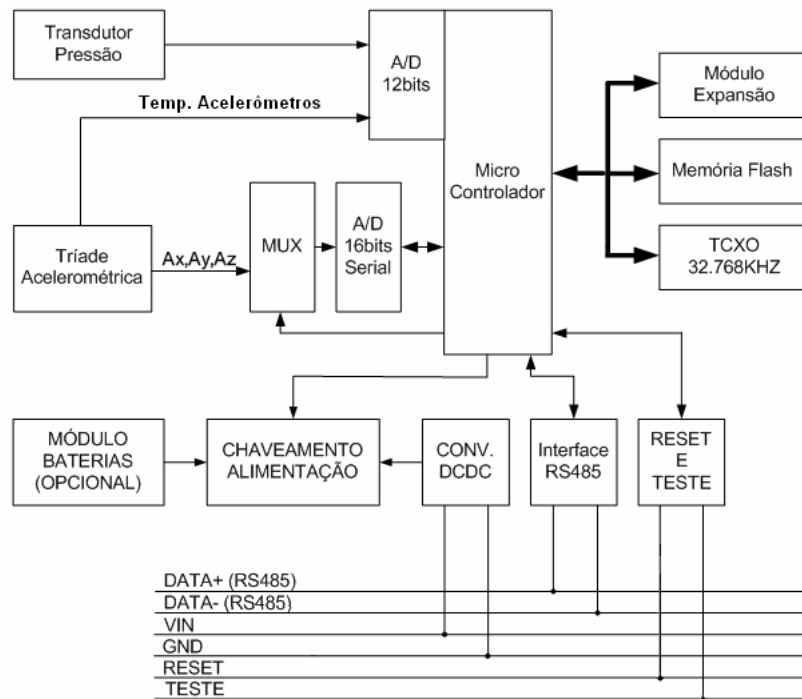 Transdutor
Pressão
A/D
12bits
Módulo
Expansão
Temp. Acelerômetros
Micro
Controlador
Memória Flash
Tríade
Acelerométrica
Ax,Ay,Az
MUX
A/D
16bits
Serial
TCXO
32.768KHZ
MÓDULO
BATERIAS
(OPCIONAL)
CHAVEAMENTO
ALIMENTAÇÃO
CONV.
DCDC
Interface
RS485
RESET
E
TESTE
DATA+ (RS485)
DATA- (RS485)
VIN
GND
RESET
TESTE